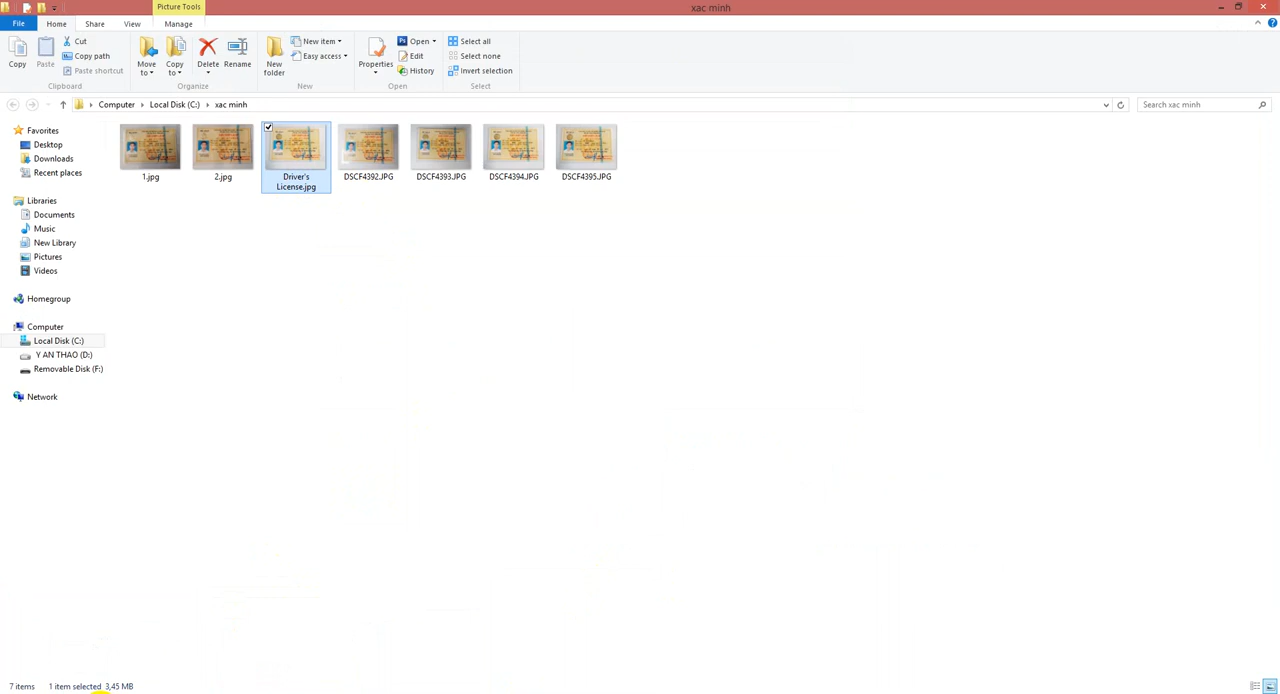 Picture Tools
xac minh
File
Home
Share
View
Manage
Copy
Paste
Cut
Copy path
Paste shortcut
Clipboard
Move to
Copy to
Delete
Rename
Organize
New folder
New item
Easy access
New
Properties
Open
Edit
History
Open
Select all
Select none
Invert selection
Select
Computer
Local Disk (C:)
xac minh
Search xac minh
Favorites
Desktop
Downloads
Recent places
Libraries
Documents
Music
New Library
Pictures
Videos
Homegroup
Computer
Local Disk (C:)
Y AN THAO (D:)
Removable Disk (F:)
Network
1.jpg
2.jpg
Driver's
License.jpg
DSCF4392.JPG
DSCF4393.JPG
DSCF4394.JPG
DSCF4395.JPG
7 items
1 item selected 3,45 MB